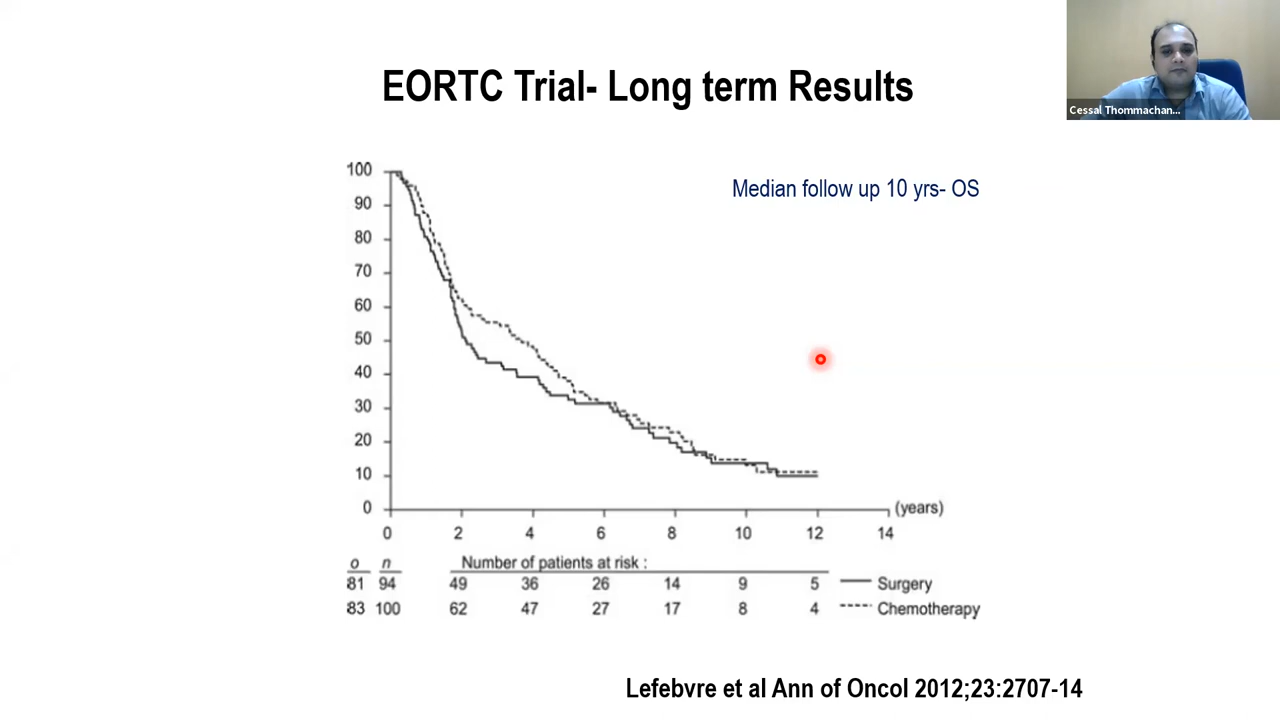 EORTC Trial- Long term Results
Cessal Thommachan...
Median follow up 10 yrs- OS
100
90
80
70
60
50
40
30
20
10
0
0 2 4 6 8 10 12 14 (years)
o n Number of patients at risk :
81 94 49 36 26 14 9 5 Surgery
83 100 62 47 27 17 8 4 Chemotherapy
Lefebvre et al Ann of Oncol 2012;23:2707-14